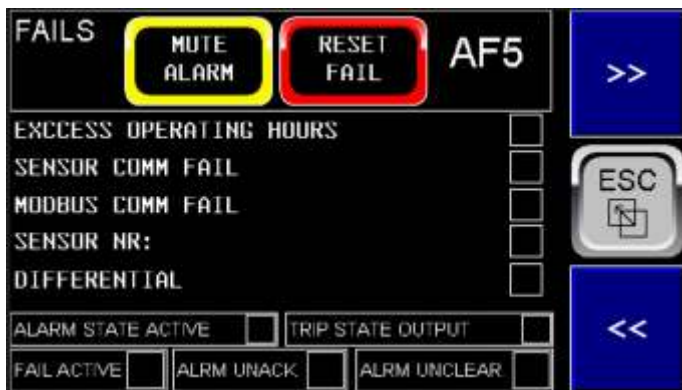 FAILS
MUTE
ALARM
RESET
FAIL
AF5
>>
EXCCESS OPERATING HOURS
SENSOR COMM FAIL
MODBUS COMM FAIL
SENSOR NR:
DIFFERENTIAL
ESC
ALARM STATE ACTIVE
TRIP STATE OUTPUT
<<
FAIL ACTIVE
ALRM UNACK
ALRM UNCLEAR